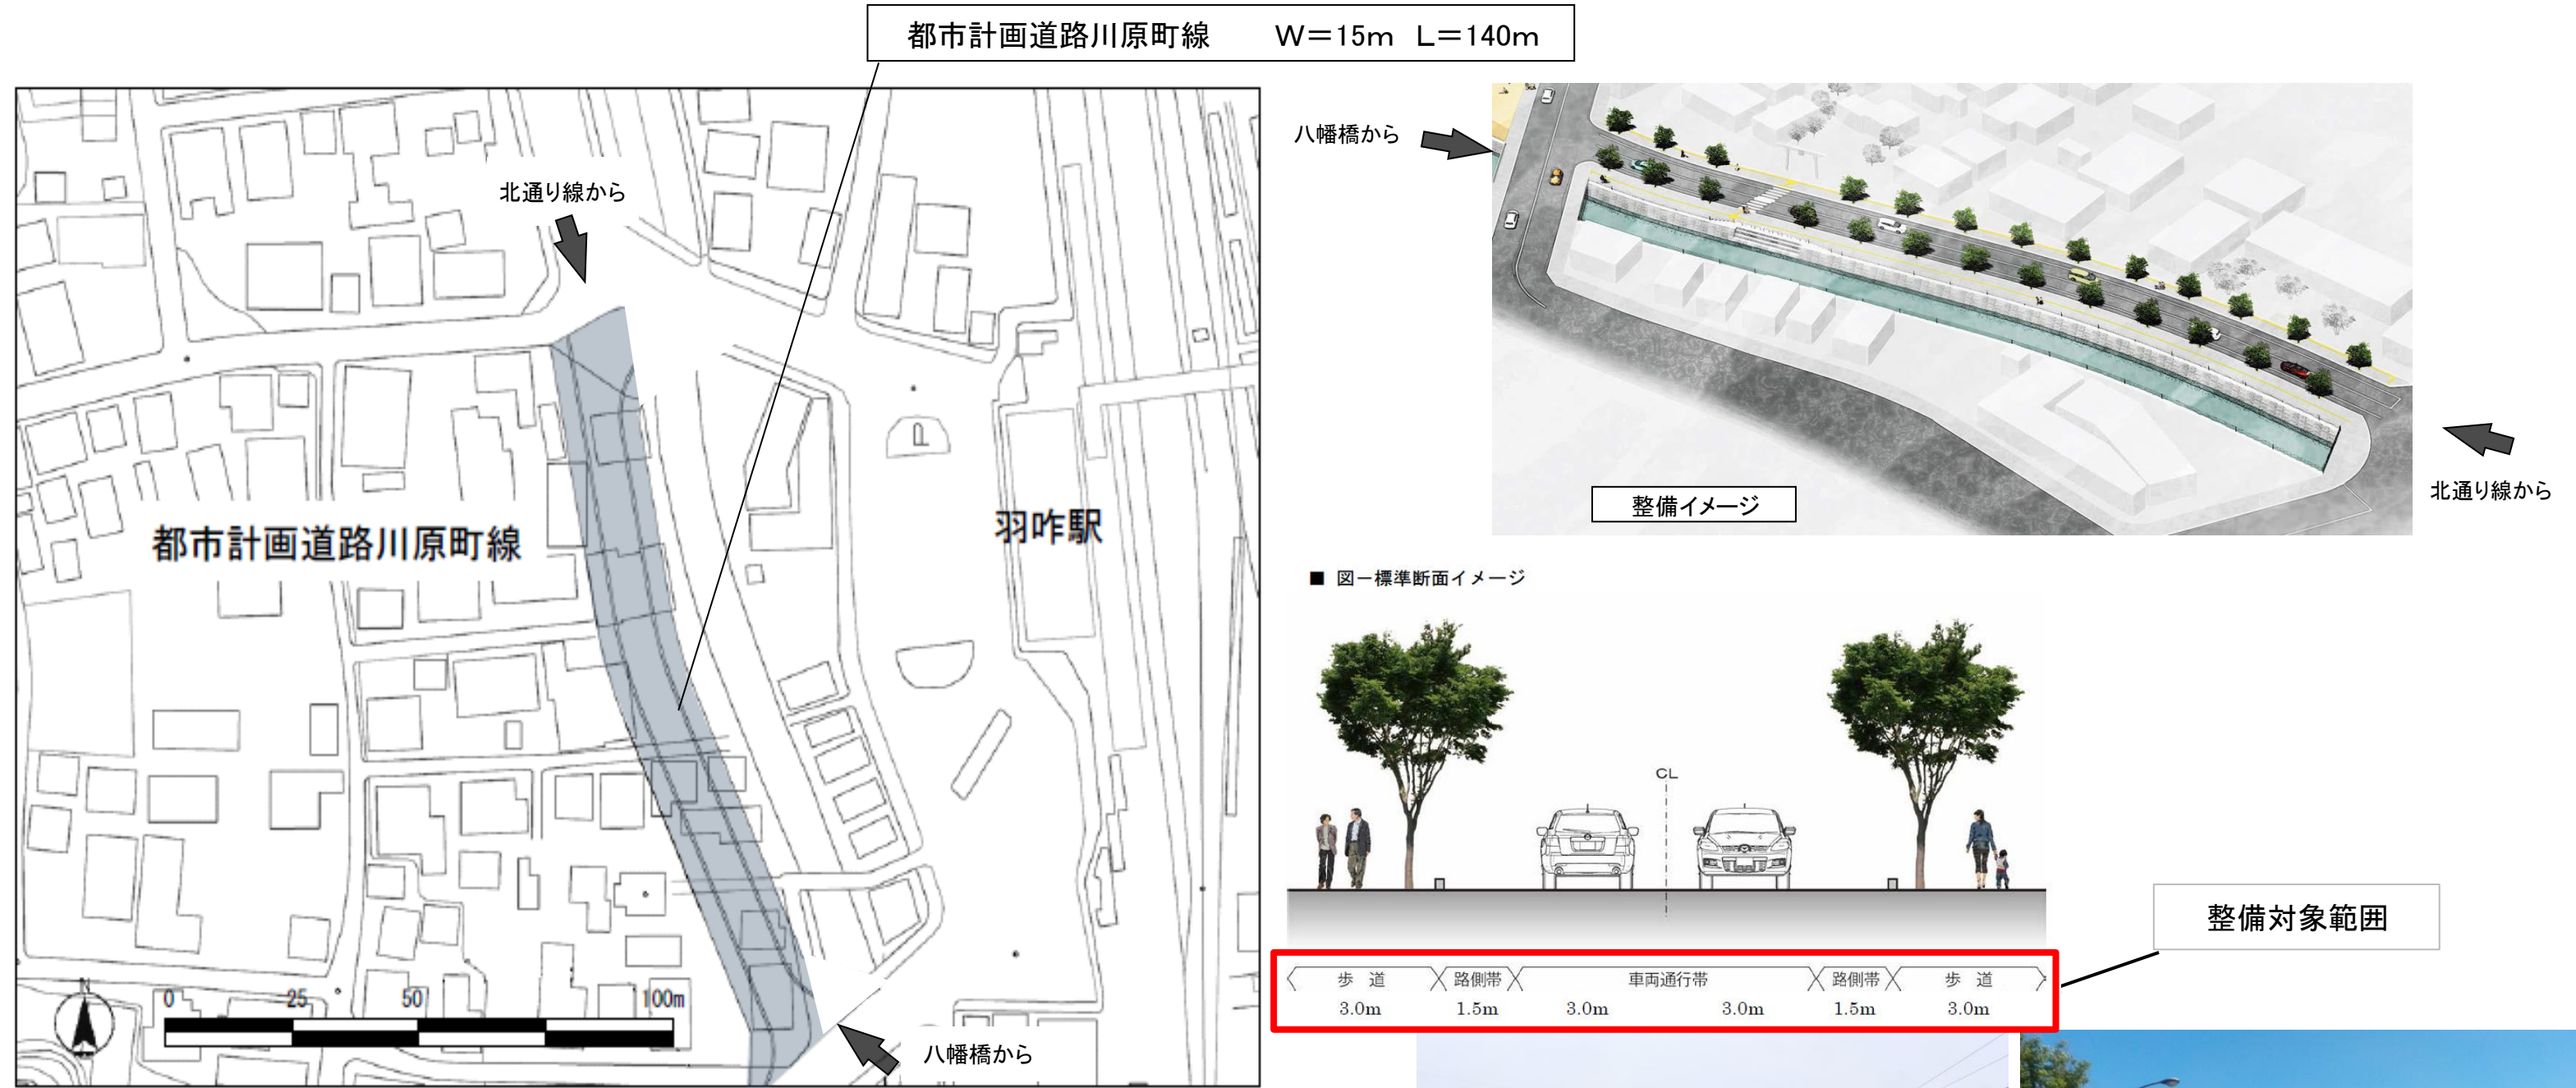 都市計画道路川原町線　　W=15m　L=140m
北通り線から
都市計画道路川原町線
羽咋駅
N
0 25 50 100m
八幡橋から
八幡橋から
整備イメージ
北通り線から
■ 図－標準断面イメージ
CL
整備対象範囲
歩 道 路側帯 車両通行帯 路側帯 歩 道
3.0m 1.5m 3.0m 3.0m 1.5m 3.0m